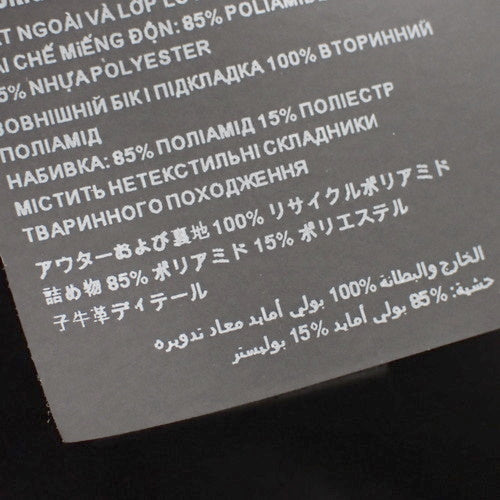 85% POLIAMIDE
NGOÀI VÀ LỚP
CHẾ MIẾNG ĐỘN: 85% POLIAMID
5% NHỰA POLYESTER
ЗОВНІШНІЙ БІК І ПІДКЛАДКА 100% ВТОРИННИЙ
ПОЛІАМІД
НАБИВКА: 85% ПОЛІАМІД 15% ПОЛІЕСТР
МІСТИТЬ НЕТЕКСТИЛЬНІ СКЛАДНИКИ
ТВАРИННОГО ПОХОДЖЕННЯ
アウターおよび裏地 100% リサイクルポリアミド
詰め物 85% ポリアミド 15% ポリエステル
子牛革ディテール
الخارج والبطانة 100% بولي أمايد معاد تدويره
حشية: 85% بولي أمايد 15% بوليستر